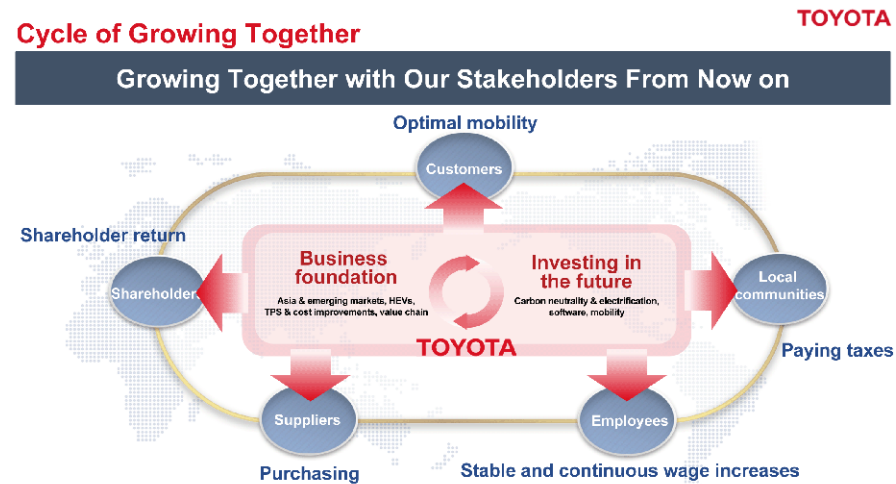 TOYOTA
Cycle of Growing Together
Growing Together with Our Stakeholders From Now on
Optimal mobility
Customers
Shareholder return
Shareholder
Business
foundation
Asia & emerging markets, HEVs,
TPS & cost improvements, value chain
Investing in
the future
Carbon neutrality & electrification,
software, mobility
TOYOTA
Local
communities
Paying taxes
Suppliers
Purchasing
Employees
Stable and continuous wage increases